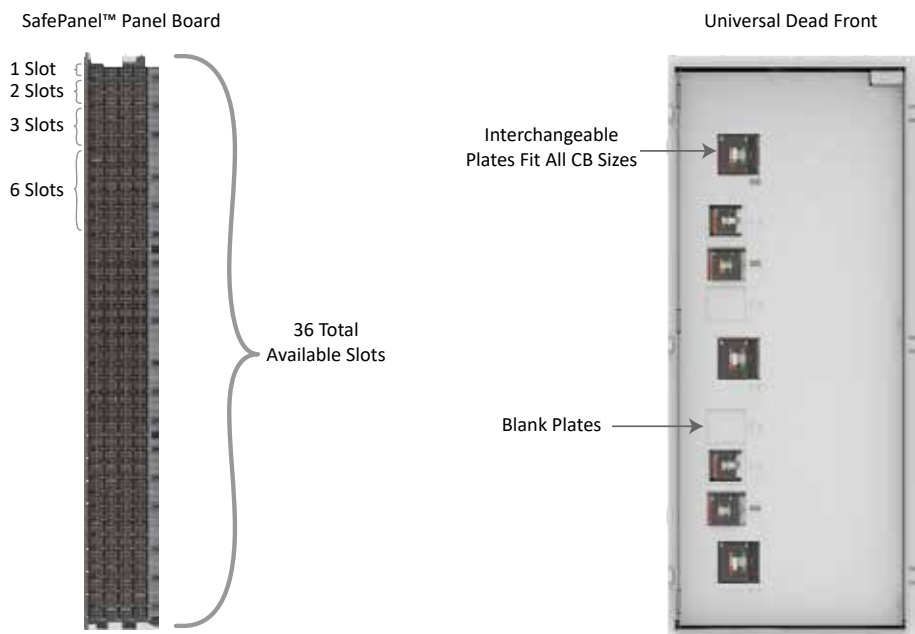 SafePanel™ Panel Board
1 Slot
2 Slots
3 Slots
6 Slots
36 Total
Available Slots
Universal Dead Front
Interchangeable
Plates Fit All CB Sizes
Blank Plates